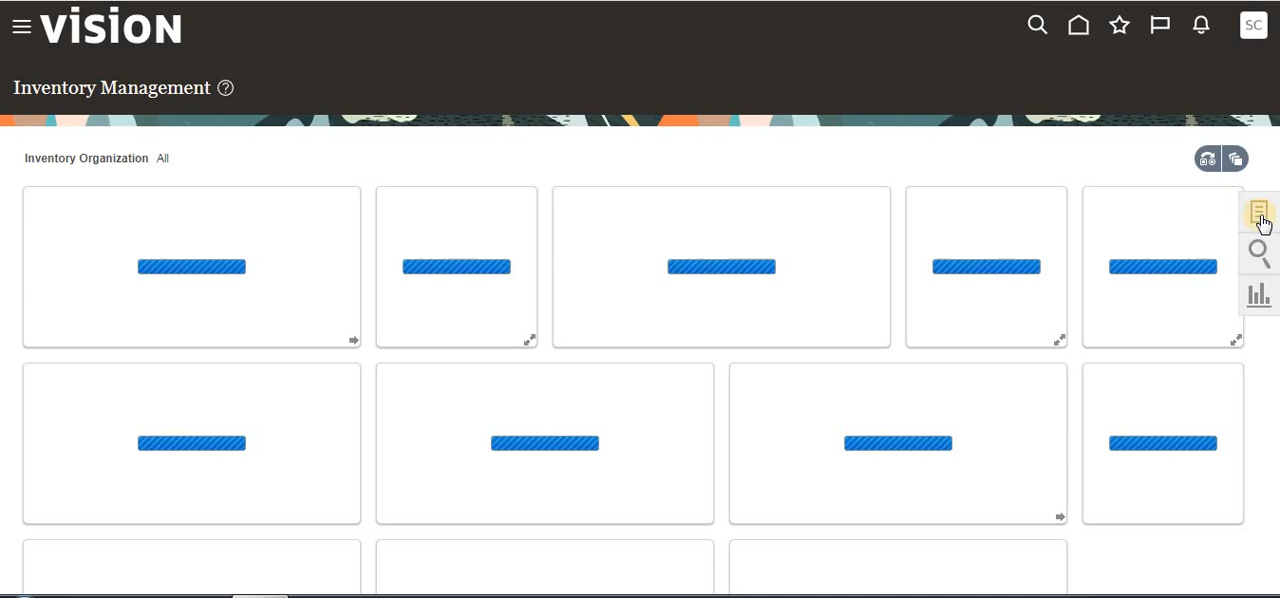 vision
SC
Inventory Management ?
Inventory Organization All